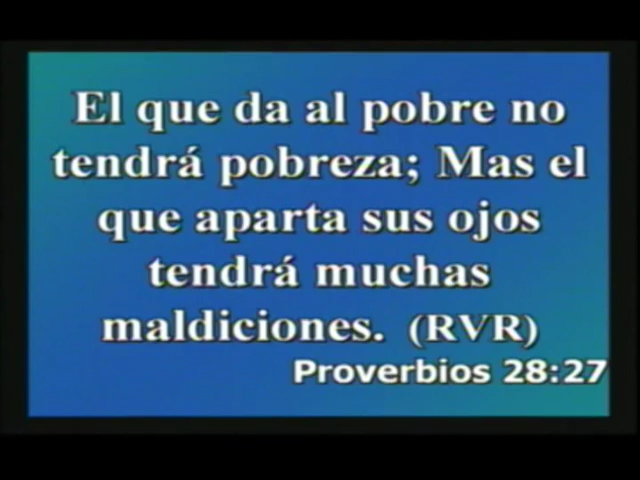 El que da al pobre no
tendrá pobreza; Mas el
que aparta sus ojos
tendrá muchas
maldiciones. (RVR)
Proverbios 28:27